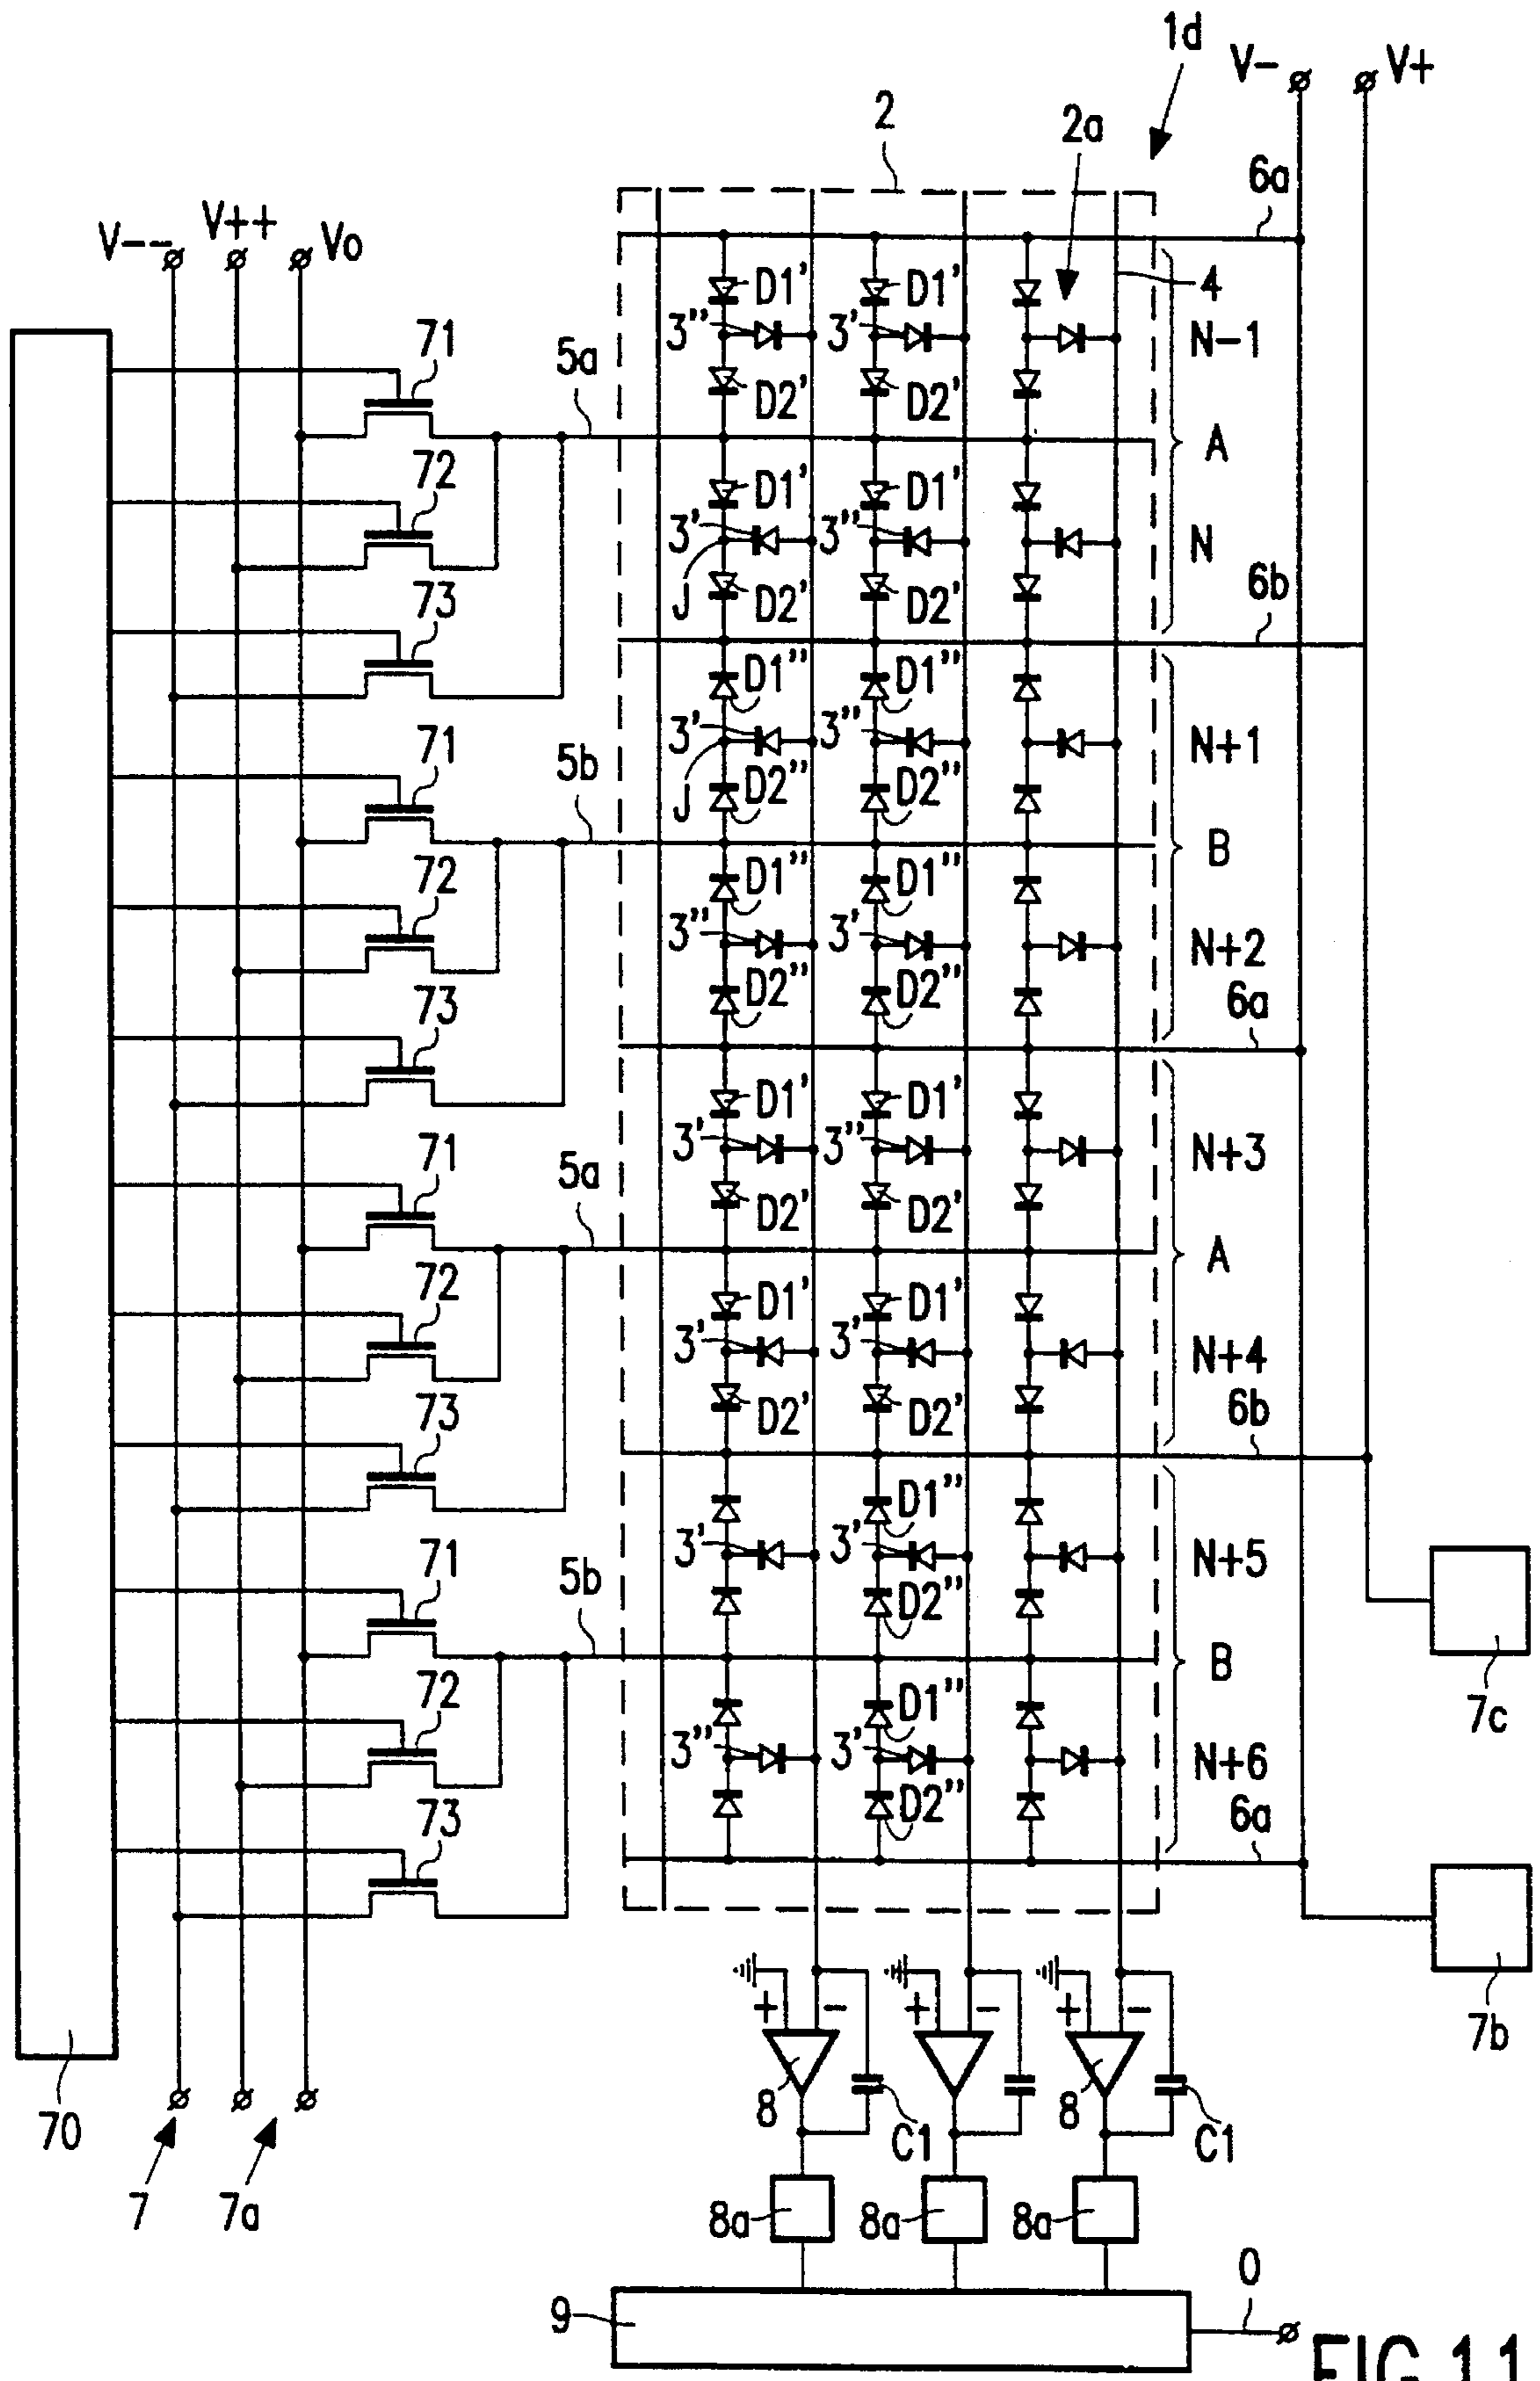 1d
V-
V+
2
2a
6a
V--
V++
Vo
D1'
D1'
4
3''
3'
N-1
71
5a
D2'
D2'
A
72
D1'
D1'
3'
3''
N
J
D2'
D2'
73
6b
D1''
D1''
71
3'
3''
N+1
5b
J
D2''
D2''
B
72
D1''
D1''
3''
3'
N+2
D2''
D2''
6a
73
D1'
D1'
3'
3''
N+3
71
5a
D2'
D2'
A
72
D1'
D1'
3'
3'
N+4
D2'
D2'
6b
73
D1''
3'
3'
N+5
71
5b
D2''
B
7c
72
D1''
3''
3'
N+6
D2''
6a
73
+
-
+
-
+
-
7b
8
8
70
C1
C1
7
7a
8a
8a
8a
O
9
FIG.11